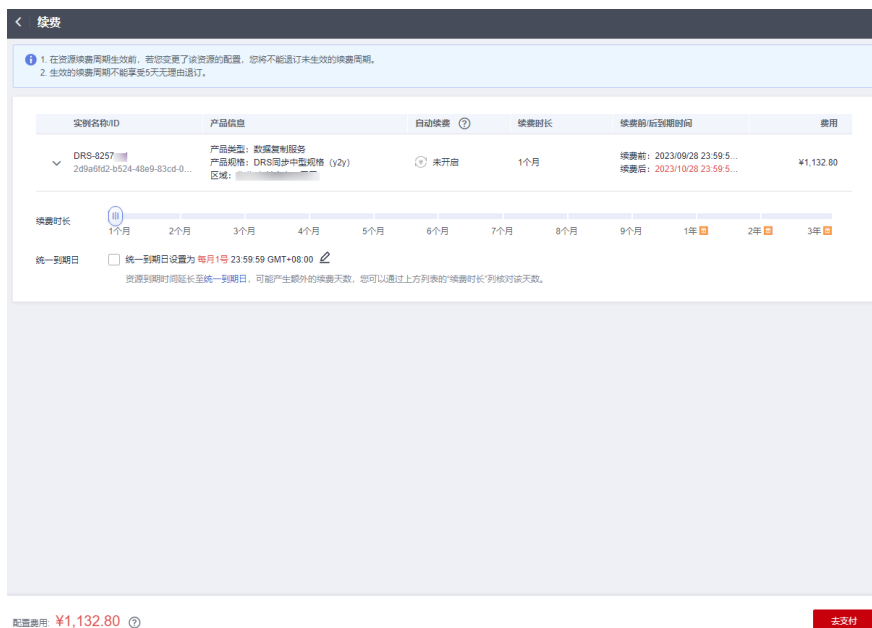 续费
1. 在资源续费周期生效前，若您变更了该资源的配置，您将不能退订未生效的续费周期。
2. 生效的续费周期不能享受5天无理由退订。
实例名称/ID 产品信息 自动续费 续费时长 续费前/后到期时间 费用
DRS-8257
2d9a6fd2-b524-48e9-83cd-0...
产品类型：数据复制服务
产品规格：DRS同步中型规格（y2y）
区域：
未开启
1个月
续费前：2023/09/28 23:59:5...
续费后：2023/10/28 23:59:5...
¥1,132.80
续费时长
1个月 2个月 3个月 4个月 5个月 6个月 7个月 8个月 9个月 1年 2年 3年
统一到期日 统一到期日设置为 每月1号 23:59:59 GMT+08:00
资源到期时间延长至统一到期日，可能产生额外的续费天数，您可以通过上方列表的“续费时长”列核对该天数。
配置费用: ¥1,132.80
去支付